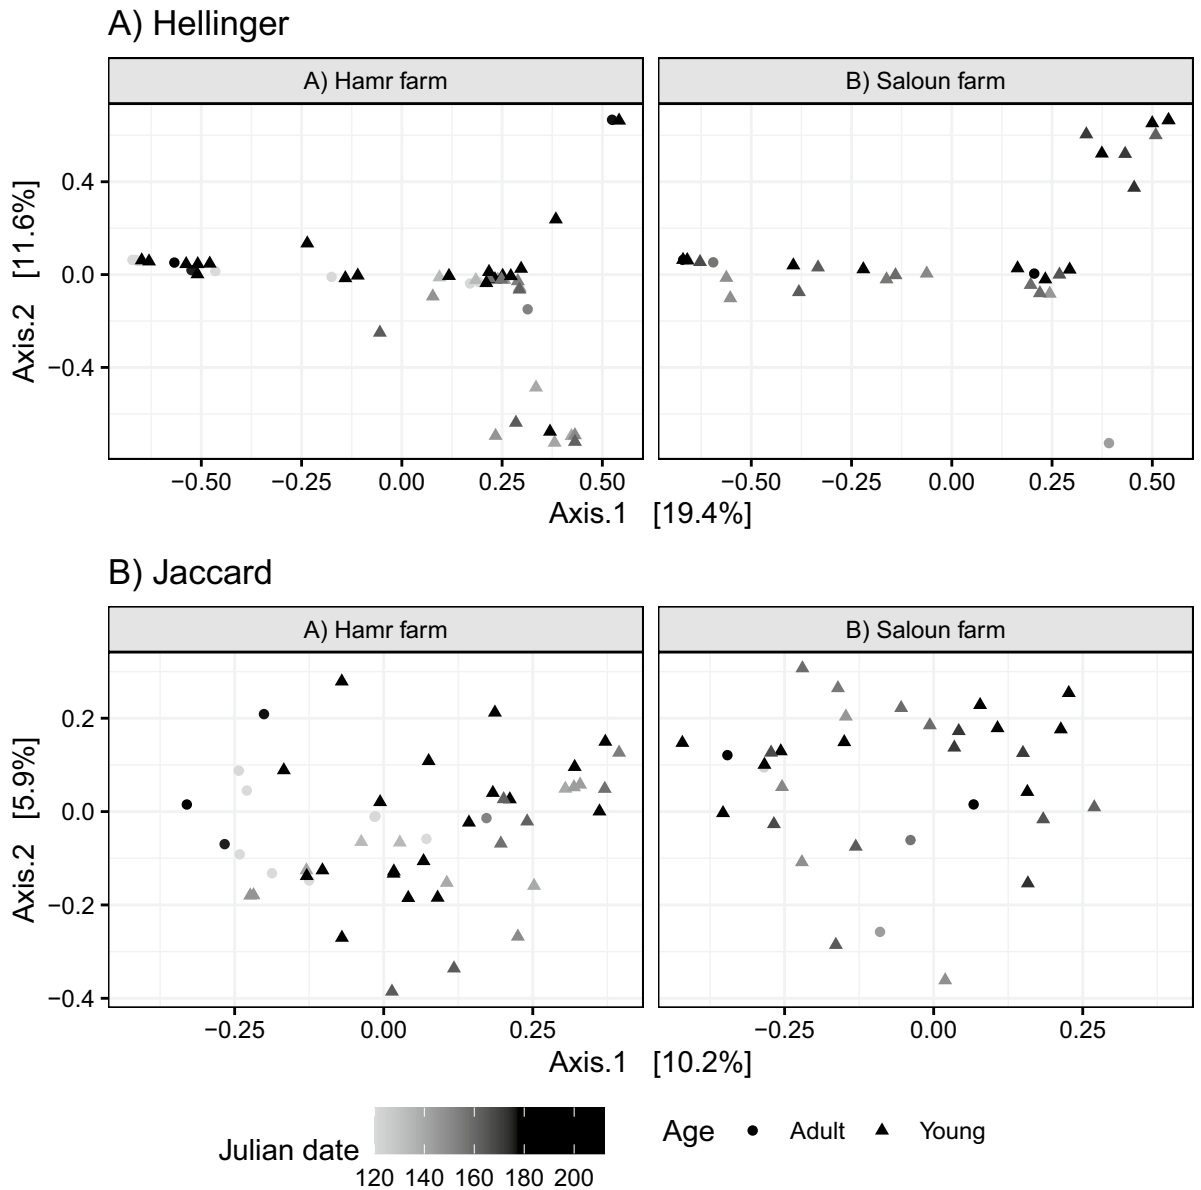 A) Hellinger
A) Hamr farm
B) Saloun farm
0.4
0.0
−0.4
Axis.2 [11.6%]
−0.50 −0.25 0.00 0.25 0.50
−0.50 −0.25 0.00 0.25 0.50
Axis.1 [19.4%]
B) Jaccard
A) Hamr farm
B) Saloun farm
0.2
0.0
−0.2
−0.4
Axis.2 [5.9%]
−0.25 0.00 0.25
−0.25 0.00 0.25
Axis.1 [10.2%]
Julian date
120 140 160 180 200
Age Adult Young